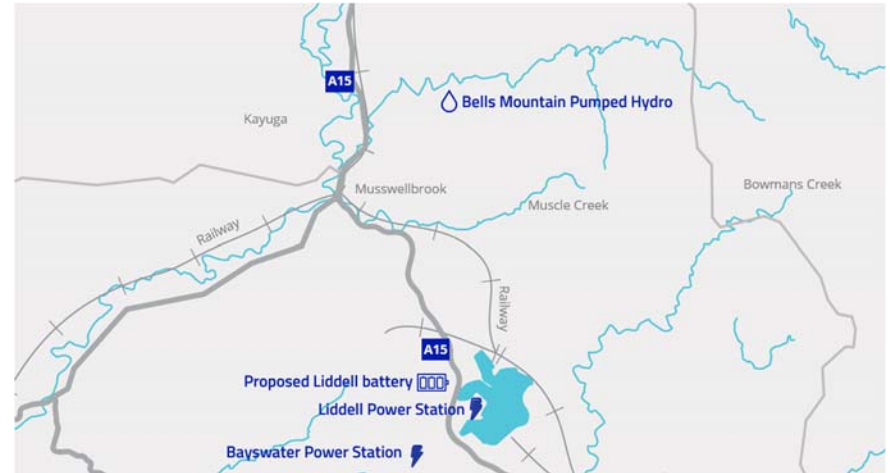 A15
Bells Mountain Pumped Hydro
Kayuga
Musswellbrook
Bowmans Creek
Muscle Creek
Railway
Railway
A15
Proposed Liddell battery
Liddell Power Station
Bayswater Power Station